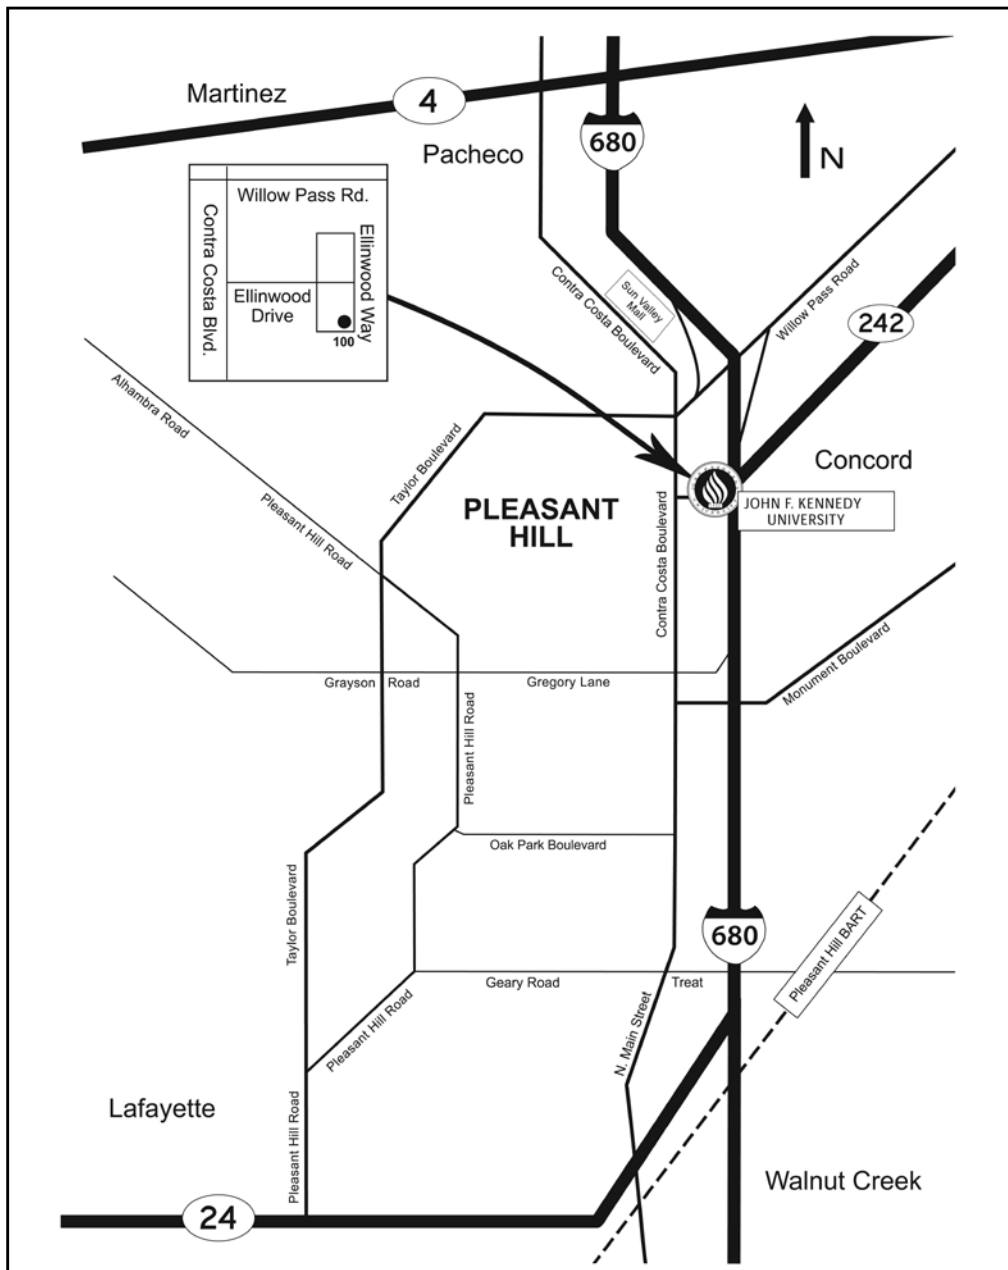 Martinez
4
Pacheco
680
N
Willow Pass Rd.
Contra Costa Blvd.
Ellinwood Way
Ellinwood
Drive
100
Sun Valley
Mall
Contra Costa Boulevard
Willow Pass Road
242
Alhambra Road
Taylor Boulevard
Pleasant Hill Road
PLEASANT
HILL
Contra Costa Boulevard
Concord
JOHN F. KENNEDY
UNIVERSITY
Monument Boulevard
Grayson Road
Gregory Lane
Pleasant Hill Road
Oak Park Boulevard
Taylor Boulevard
680
Pleasant Hill BART
Geary Road
Treat
Pleasant Hill Road
N. Main Street
Lafayette
Pleasant Hill Road
Walnut Creek
24